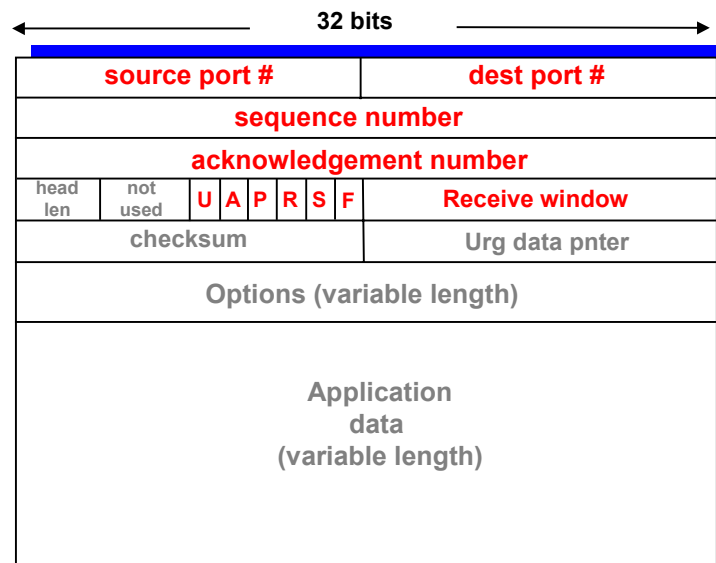 32 bits
source port # dest port #
sequence number
acknowledgement number
head len not used U A P R S F Receive window
checksum Urg data pnter
Options (variable length)
Application
data
(variable length)